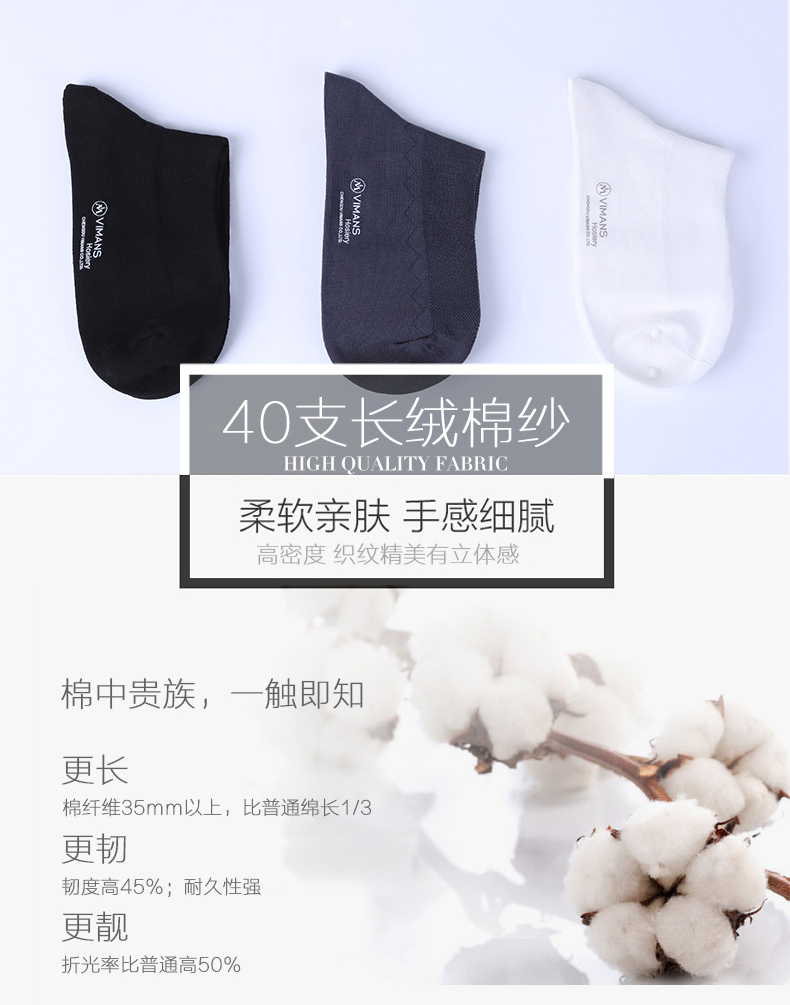 VIMANS
Hosiery
VIMANS
Hosiery
VIMANS
Hosiery
40支长绒棉纱
HIGH QUALITY FABRIC
柔软亲肤 手感细腻
高密度 织纹精美有立体感
棉中贵族，一触即知
更长
棉纤维35mm以上，比普通绵长1/3
更韧
韧度高45%；耐久性强
更靓
折光率比普通高50%